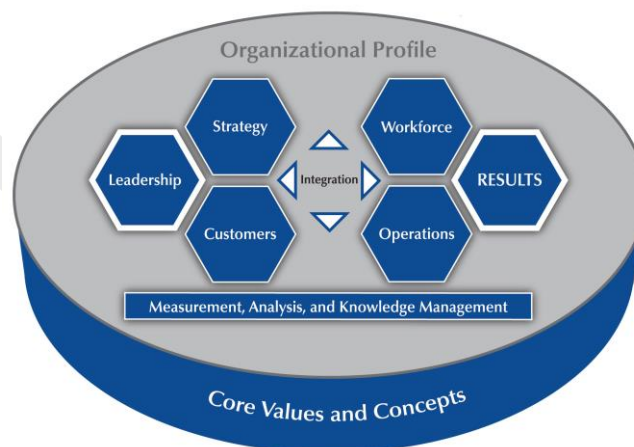 Organizational Profile
Strategy
Workforce
Leadership
Integration
RESULTS
Customers
Operations
Measurement, Analysis, and Knowledge Management
Core Values and Concepts